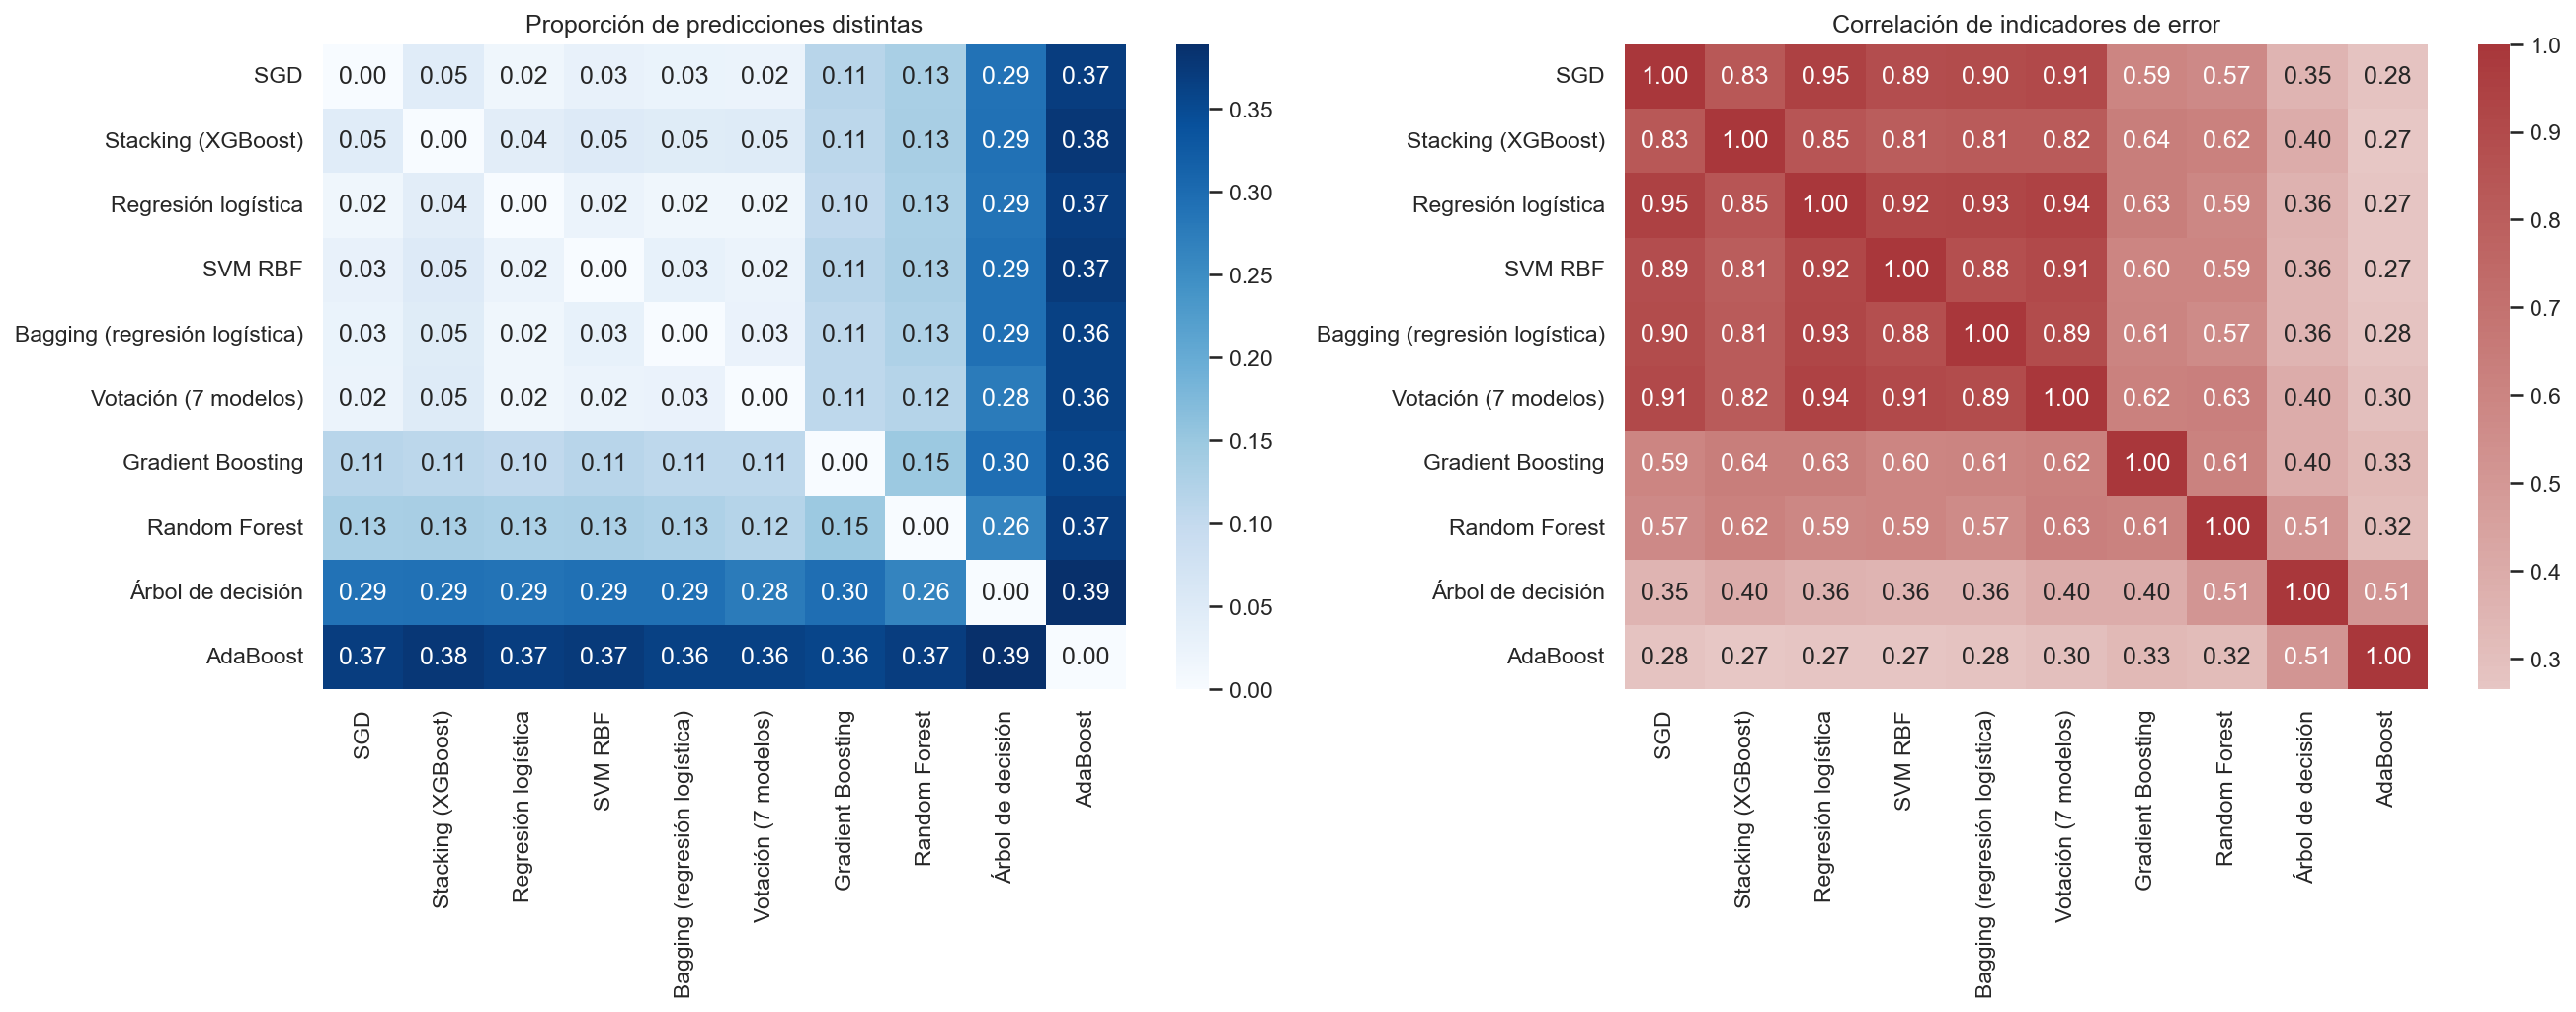 Proporción de predicciones distintas
SGD 0.00 0.05 0.02 0.03 0.03 0.02 0.11 0.13 0.29 0.37
Stacking (XGBoost) 0.05 0.00 0.04 0.05 0.05 0.05 0.11 0.13 0.29 0.38
Regresión logística 0.02 0.04 0.00 0.02 0.02 0.02 0.10 0.13 0.29 0.37
SVM RBF 0.03 0.05 0.02 0.00 0.03 0.02 0.11 0.13 0.29 0.37
Bagging (regresión logística) 0.03 0.05 0.02 0.03 0.00 0.03 0.11 0.13 0.29 0.36
Votación (7 modelos) 0.02 0.05 0.02 0.02 0.03 0.00 0.11 0.12 0.28 0.36
Gradient Boosting 0.11 0.11 0.10 0.11 0.11 0.11 0.00 0.15 0.30 0.36
Random Forest 0.13 0.13 0.13 0.13 0.13 0.12 0.15 0.00 0.26 0.37
Árbol de decisión 0.29 0.29 0.29 0.29 0.29 0.28 0.30 0.26 0.00 0.39
AdaBoost 0.37 0.38 0.37 0.37 0.36 0.36 0.36 0.37 0.39 0.00
SGD
Stacking (XGBoost)
Regresión logística
SVM RBF
Bagging (regresión logística)
Votación (7 modelos)
Gradient Boosting
Random Forest
Árbol de decisión
AdaBoost
0.35
0.30
0.25
0.20
0.15
0.10
0.05
0.00
Correlación de indicadores de error
SGD 1.00 0.83 0.95 0.89 0.90 0.91 0.59 0.57 0.35 0.28
Stacking (XGBoost) 0.83 1.00 0.85 0.81 0.81 0.82 0.64 0.62 0.40 0.27
Regresión logística 0.95 0.85 1.00 0.92 0.93 0.94 0.63 0.59 0.36 0.27
SVM RBF 0.89 0.81 0.92 1.00 0.88 0.91 0.60 0.59 0.36 0.27
Bagging (regresión logística) 0.90 0.81 0.93 0.88 1.00 0.89 0.61 0.57 0.36 0.28
Votación (7 modelos) 0.91 0.82 0.94 0.91 0.89 1.00 0.62 0.63 0.40 0.30
Gradient Boosting 0.59 0.64 0.63 0.60 0.61 0.62 1.00 0.61 0.40 0.33
Random Forest 0.57 0.62 0.59 0.59 0.57 0.63 0.61 1.00 0.51 0.32
Árbol de decisión 0.35 0.40 0.36 0.36 0.36 0.40 0.40 0.51 1.00 0.51
AdaBoost 0.28 0.27 0.27 0.27 0.28 0.30 0.33 0.32 0.51 1.00
SGD
Stacking (XGBoost)
Regresión logística
SVM RBF
Bagging (regresión logística)
Votación (7 modelos)
Gradient Boosting
Random Forest
Árbol de decisión
AdaBoost
1.0
0.9
0.8
0.7
0.6
0.5
0.4
0.3